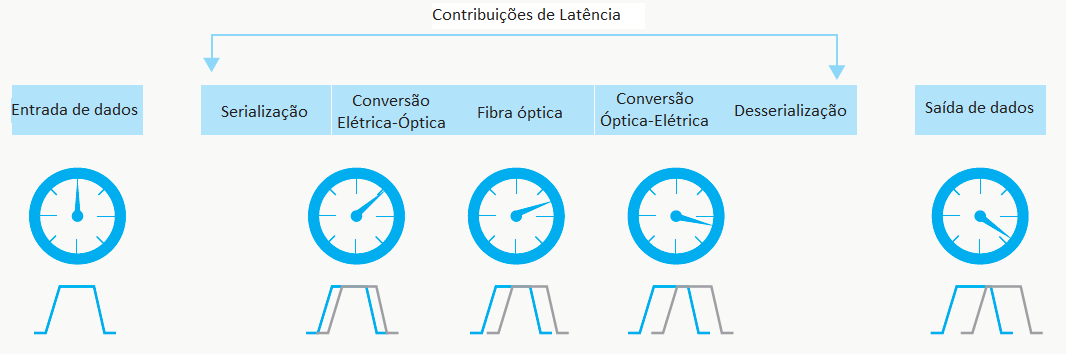 Contribuições de Latência
Entrada de dados
Serialização
Conversão
Elétrica-Óptica
Fibra óptica
Conversão
Óptica-Elétrica
Desserialização
Saída de dados